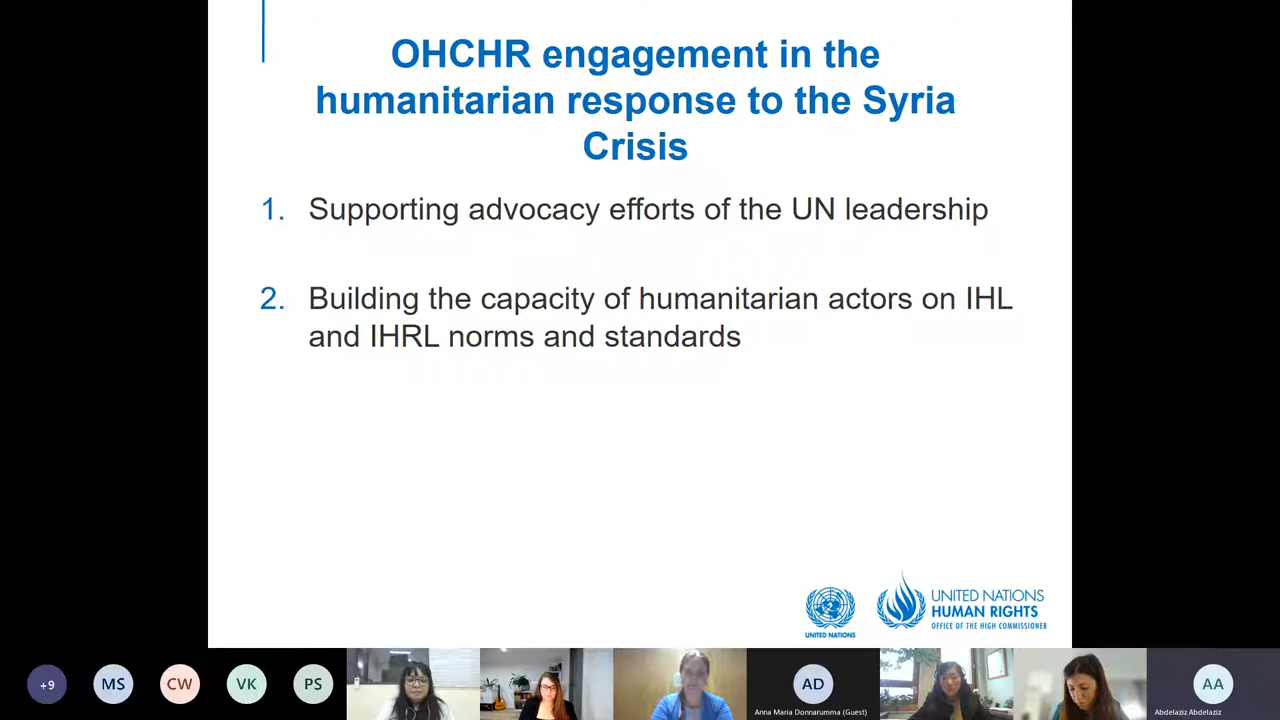 OHCHR engagement in the
humanitarian response to the Syria
Crisis
1. Supporting advocacy efforts of the UN leadership
2. Building the capacity of humanitarian actors on IHL
and IHRL norms and standards
UNITED NATIONS
UNITED NATIONS
HUMAN RIGHTS
OFFICE OF THE HIGH COMMISSIONER
+9
MS
CW
VK
PS
AD
Anna Maria Donnarumma (Guest)
AA
Abdelaziz Abdelaziz